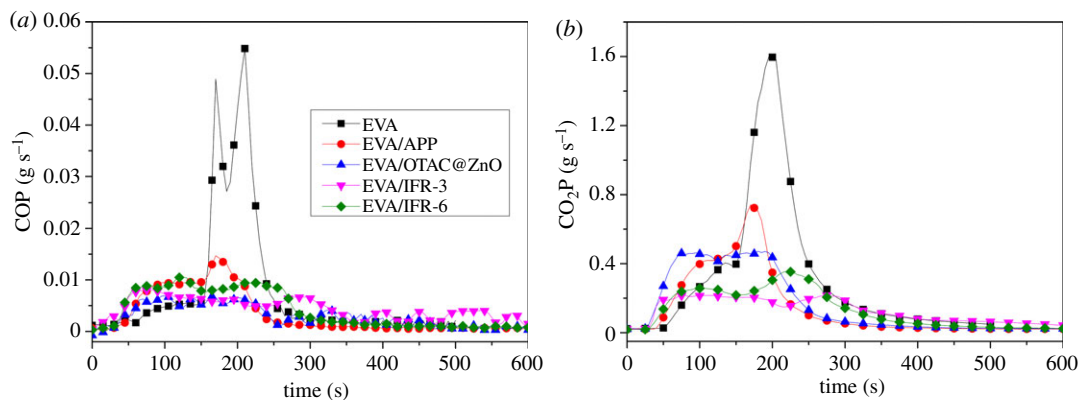 (a)
0.06
0.05
0.04
0.03
0.02
0.01
0
COP (g s⁻¹)
EVA
EVA/APP
EVA/OTAC@ZnO
EVA/IFR-3
EVA/IFR-6
0 100 200 300 400 500 600
time (s)
(b)
1.6
1.2
0.8
0.4
0
CO₂P (g s⁻¹)
0 100 200 300 400 500 600
time (s)